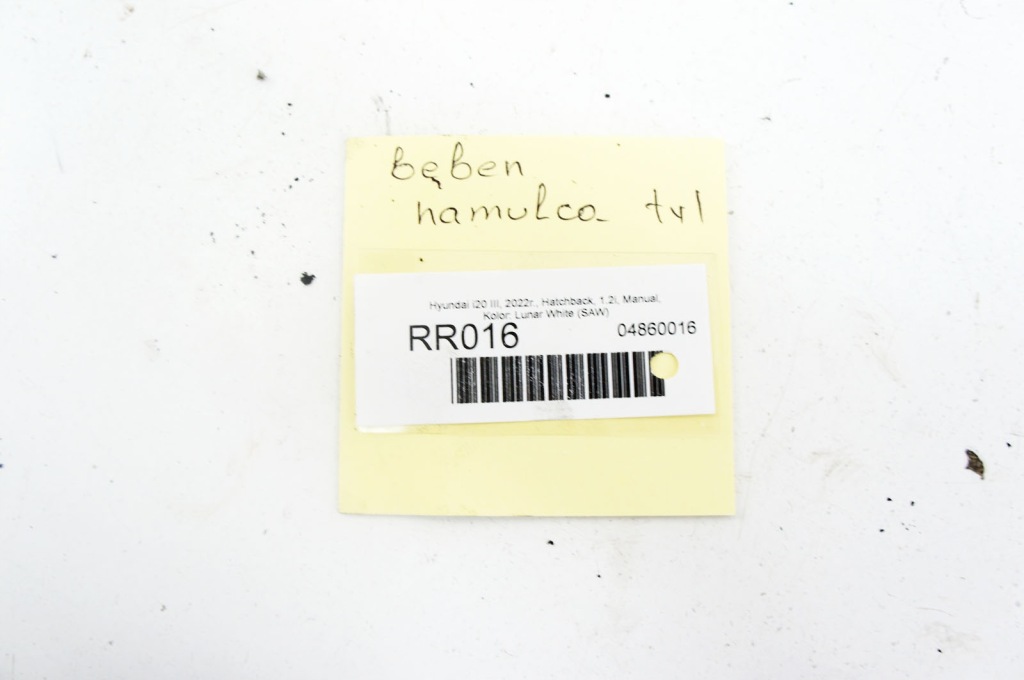 bęben
hamulca tył
Hyundai i20 III, 2022r., Hatchback, 1.2i, Manual,
Kolor: Lunar White (SAW)
RR016 04860016